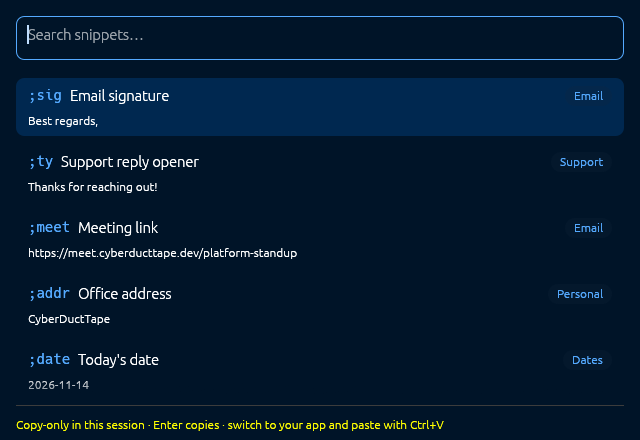 Search snippets...
;sig Email signature Email
Best regards,
;ty Support reply opener Support
Thanks for reaching out!
;meet Meeting link Email
https://meet.cyberducttape.dev/platform-standup
;addr Office address Personal
CyberDuctTape
;date Today's date Dates
2026-11-14
Copy-only in this session · Enter copies · switch to your app and paste with Ctrl+V